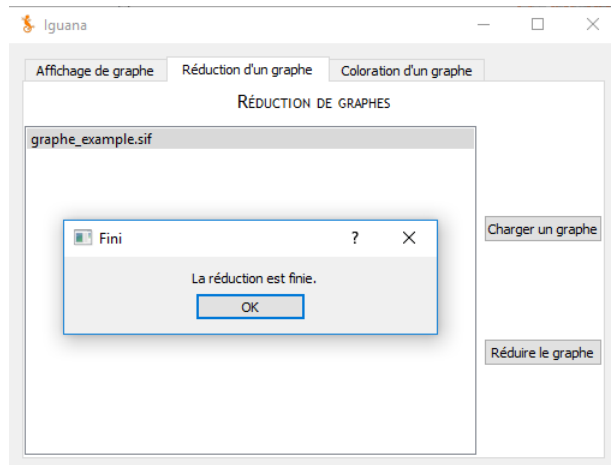 Iguana
Affichage de graphe
Réduction d'un graphe
Coloration d'un graphe
RÉDUCTION DE GRAPHES
graphe_example.sif
Charger un graphe
Fini
?
La réduction est finie.
OK
Réduire le graphe